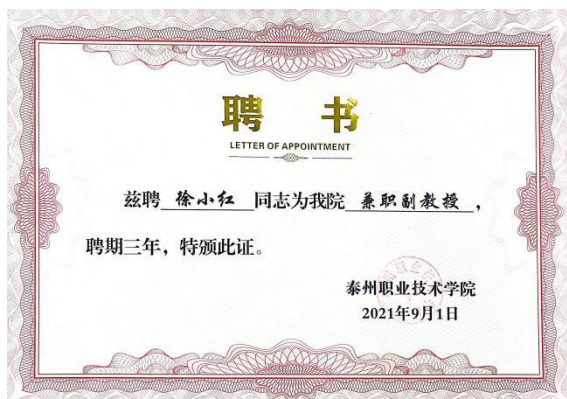 聘 书
LETTER OF APPOINTMENT
兹聘 徐小红 同志为我院 兼职副教授，
聘期三年，特颁此证。
泰州职业技术学院
2021年9月1日